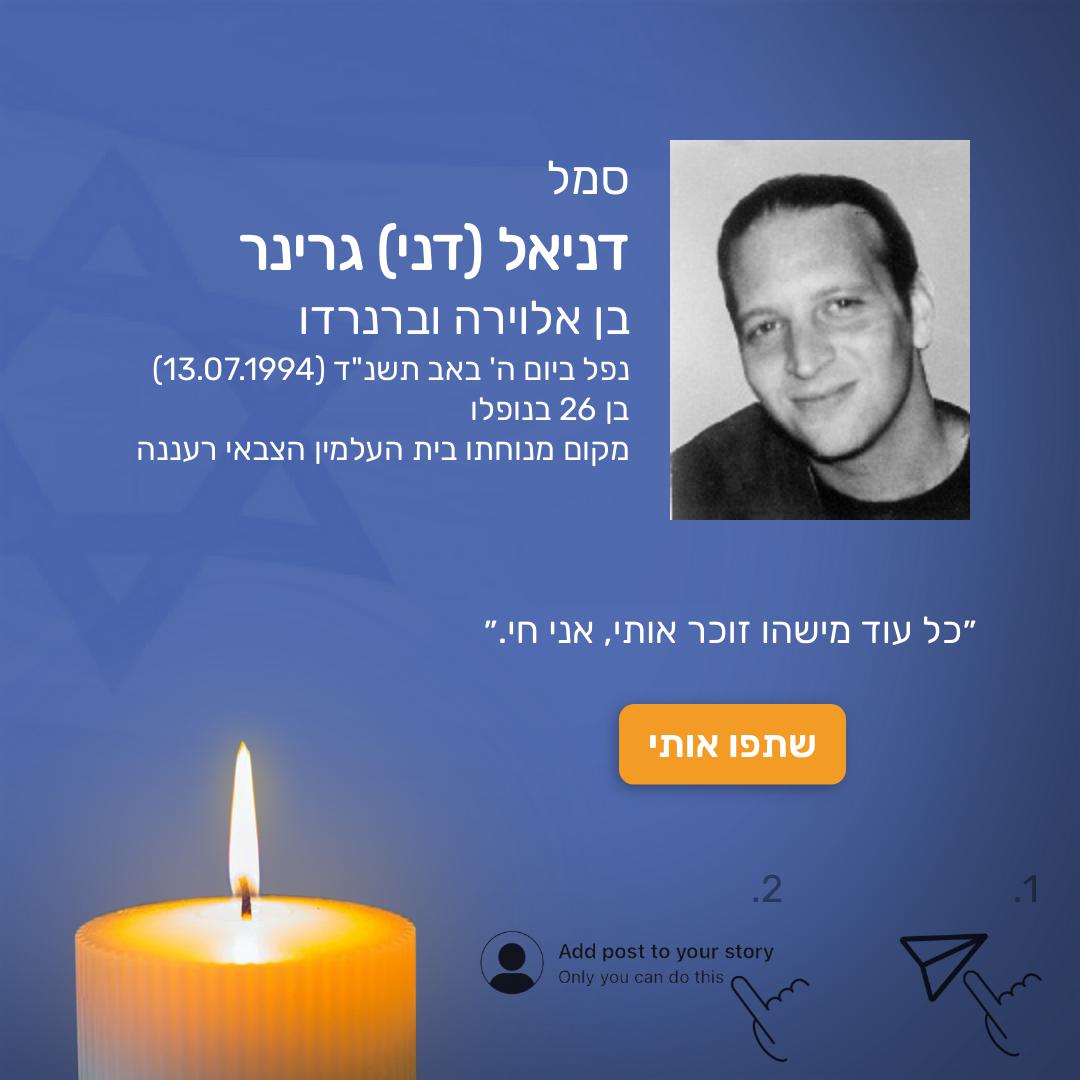 סמל
דניאל (דני) גרינר
בן אלוירה וברנרדו
נפל ביום ה' באב תשנ"ד (13.07.1994)
בן 26 בנופלו
מקום מנוחתו בית העלמין הצבאי רעננה
״כל עוד מישהו זוכר אותי, אני חי.״
שתפו אותי
1.
2.
Add post to your story
Only you can do this